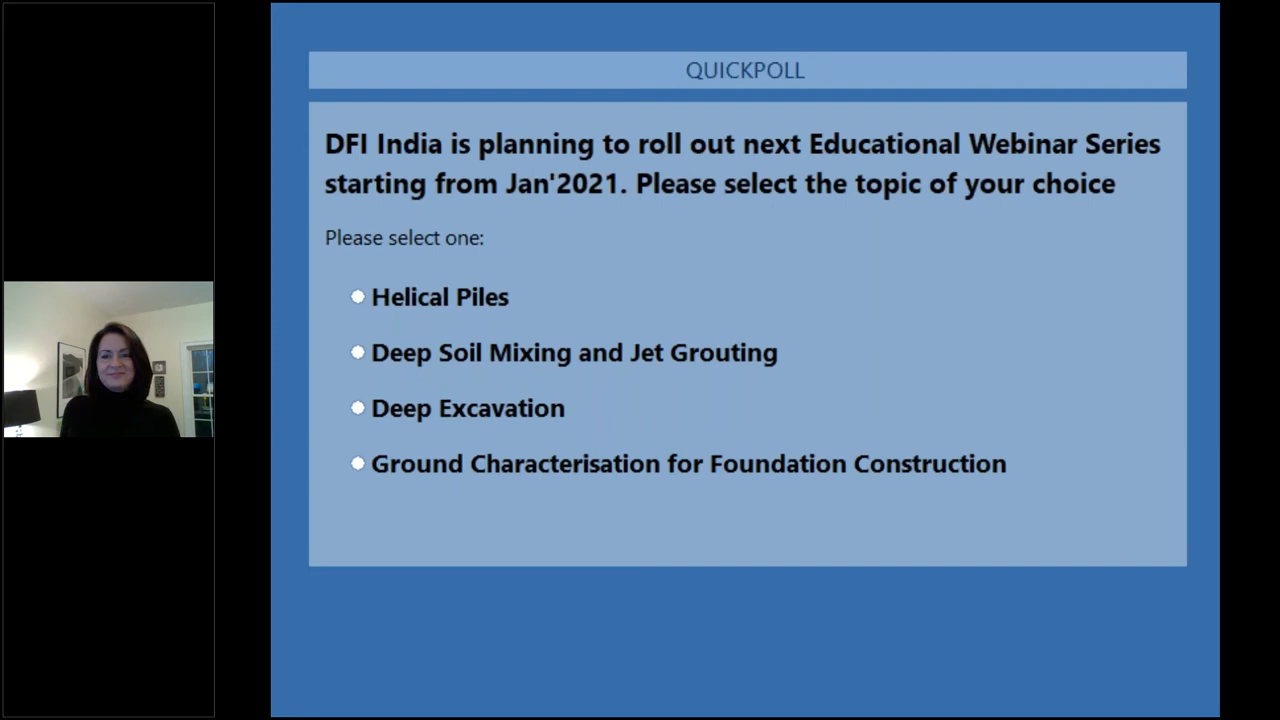 QUICKPOLL
DFI India is planning to roll out next Educational Webinar Series
starting from Jan'2021. Please select the topic of your choice
Please select one:
Helical Piles
Deep Soil Mixing and Jet Grouting
Deep Excavation
Ground Characterisation for Foundation Construction